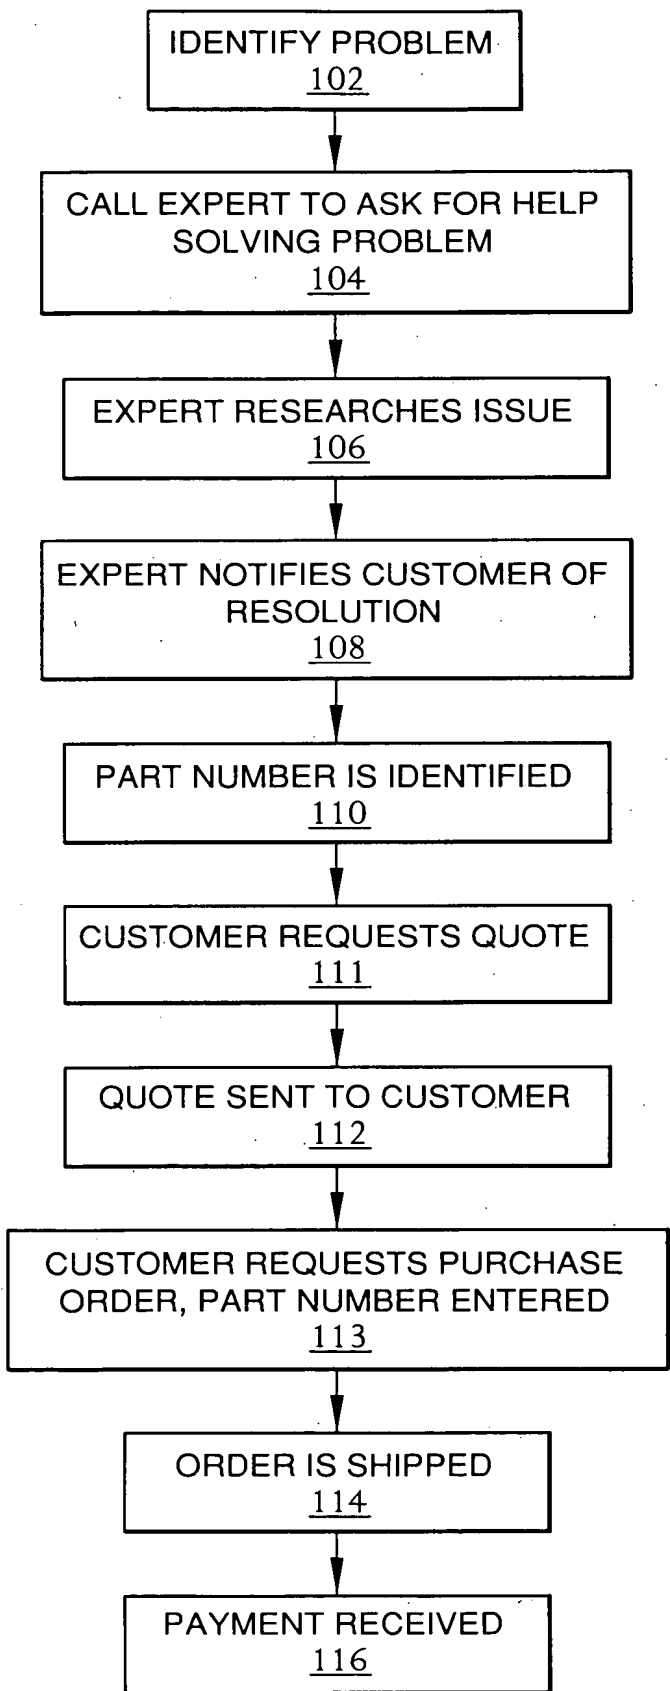 IDENTIFY PROBLEM
102
CALL EXPERT TO ASK FOR HELP
SOLVING PROBLEM
104
EXPERT RESEARCHES ISSUE
106
EXPERT NOTIFIES CUSTOMER OF
RESOLUTION
108
PART NUMBER IS IDENTIFIED
110
CUSTOMER REQUESTS QUOTE
111
QUOTE SENT TO CUSTOMER
112
CUSTOMER REQUESTS PURCHASE
ORDER, PART NUMBER ENTERED
113
ORDER IS SHIPPED
114
PAYMENT RECEIVED
116